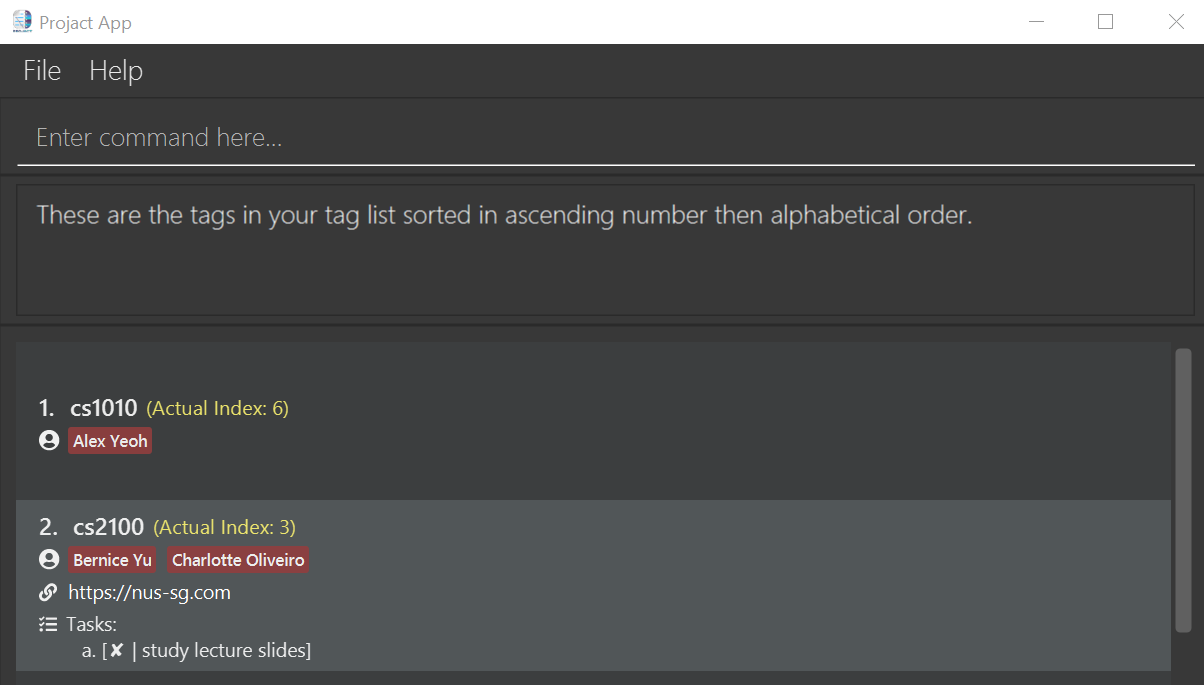 Projact App
File Help
Enter command here...
These are the tags in your tag list sorted in ascending number then alphabetical order.
1. cs1010 (Actual Index: 6)
Alex Yeoh
2. cs2100 (Actual Index: 3)
Bernice Yu Charlotte Oliveiro
https://nus-sg.com
Tasks:
a. [✘ | study lecture slides]